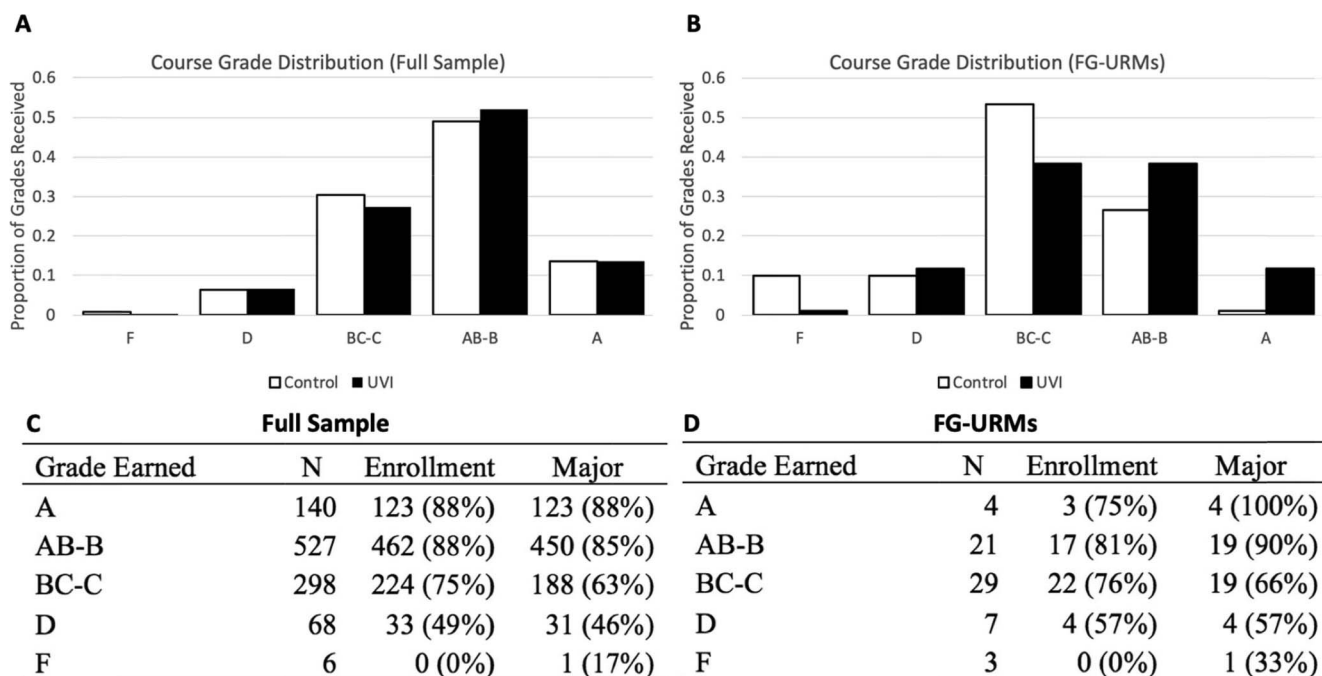 A
Course Grade Distribution (Full Sample)
Proportion of Grades Received
0.6
0.5
0.4
0.3
0.2
0.1
0
F D BC-C AB-B A
Control UVI
B
Course Grade Distribution (FG-URMs)
Proportion of Grades Received
0.6
0.5
0.4
0.3
0.2
0.1
0
F D BC-C AB-B A
Control UVI
C Full Sample
Grade Earned N Enrollment Major
A 140 123 (88%) 123 (88%)
AB-B 527 462 (88%) 450 (85%)
BC-C 298 224 (75%) 188 (63%)
D 68 33 (49%) 31 (46%)
F 6 0 (0%) 1 (17%)
D FG-URMs
Grade Earned N Enrollment Major
A 4 3 (75%) 4 (100%)
AB-B 21 17 (81%) 19 (90%)
BC-C 29 22 (76%) 19 (66%)
D 7 4 (57%) 4 (57%)
F 3 0 (0%) 1 (33%)